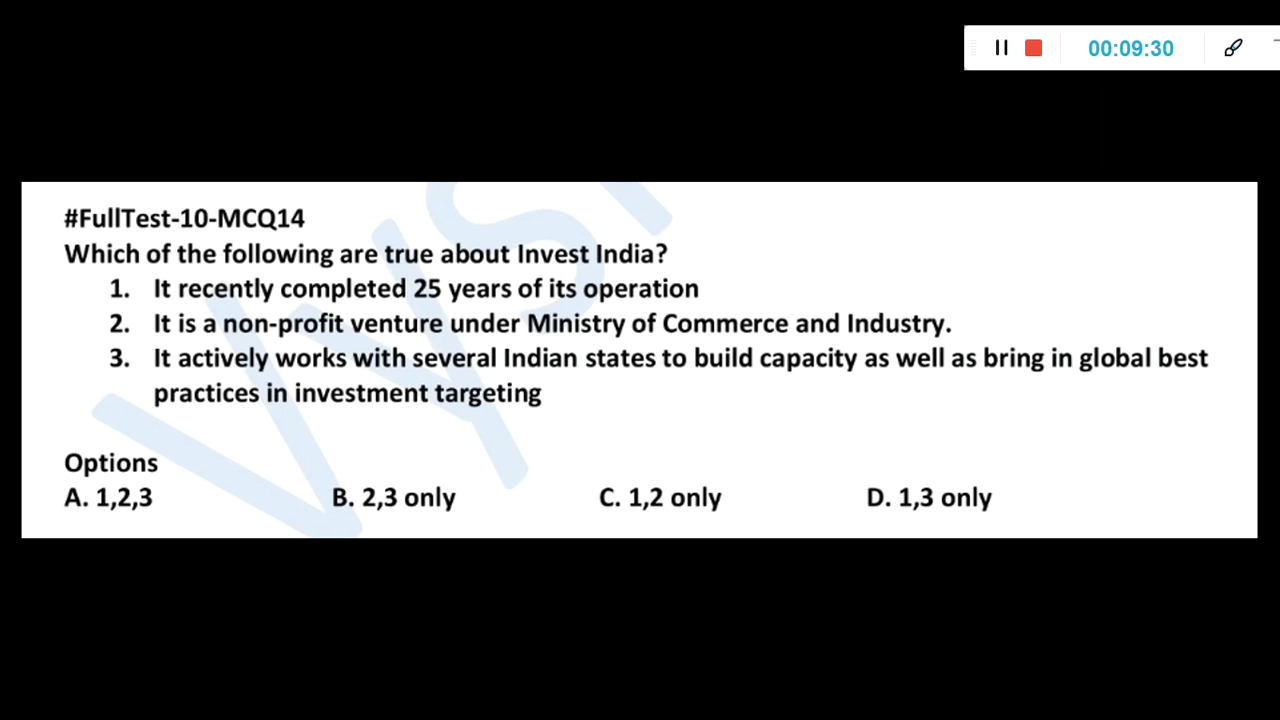 00:09:30
#FullTest-10-MCQ14
Which of the following are true about Invest India?
1. It recently completed 25 years of its operation
2. It is a non-profit venture under Ministry of Commerce and Industry.
3. It actively works with several Indian states to build capacity as well as bring in global best
practices in investment targeting
Options
A. 1,2,3 B. 2,3 only C. 1,2 only D. 1,3 only